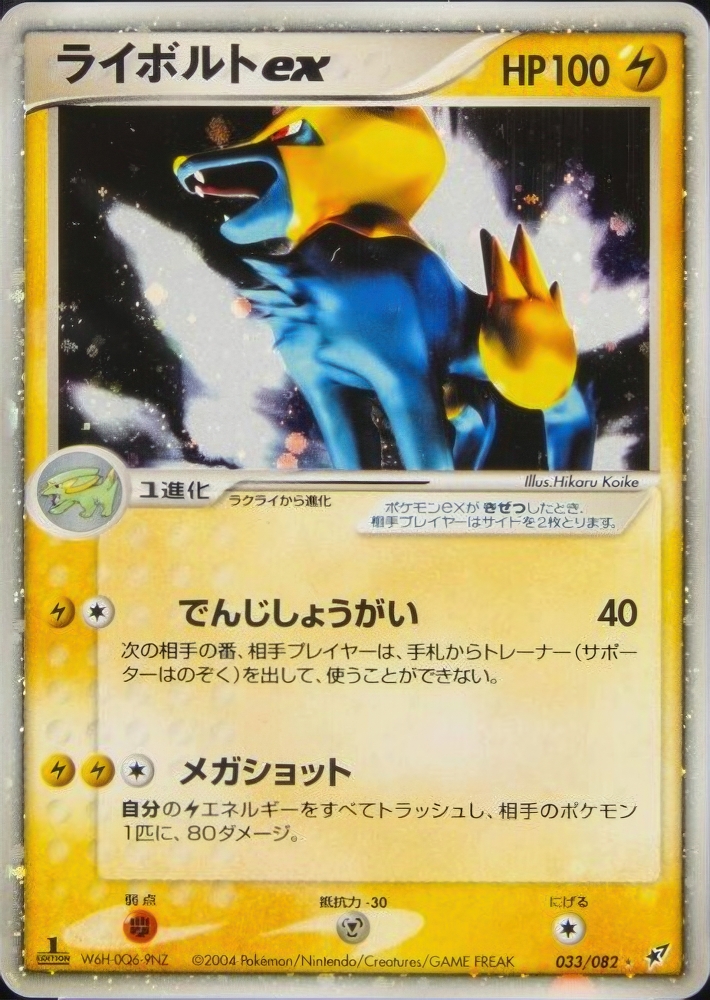 ライボルトex
HP100
Illus.Hikaru Koike
1進化
ラクライから進化
ポケモンexが きぜつしたとき、
相手プレイヤーはサイドを2枚とります。
でんじしょうがい 40
次の相手の番、相手プレイヤーは、手札からトレーナー(サポー
ターはのぞく)を出して、使うことができない。
メガショット
自分のエネルギーをすべてトラッシュし、相手のポケモン
1匹に、80ダメージ。
弱点 抵抗力 -30 にげる
1 EDITION W6H-0Q6-9NZ ©2004 Pokémon/Nintendo/Creatures/GAME FREAK 033/082